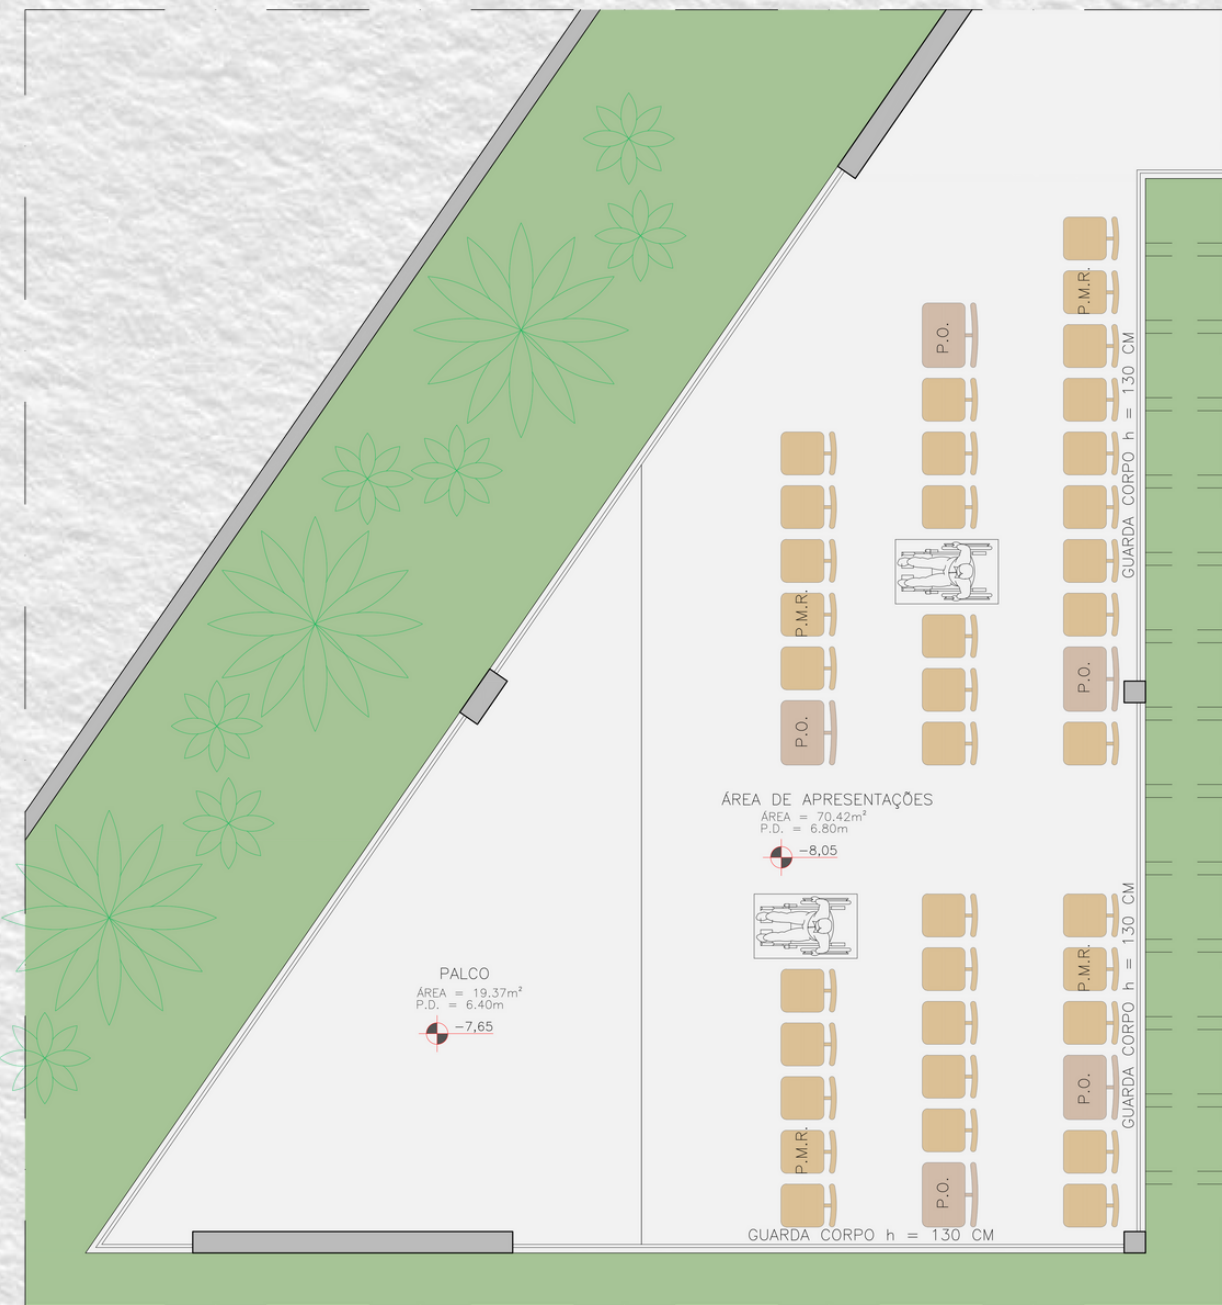 P.M.R.
P.O.
GUARDA CORPO h = 130 CM
P.M.R.
P.O.
P.O.
ÁREA DE APRESENTAÇÕES
ÁREA = 70.42m²
P.D. = 6.80m
-8,05
PALCO
ÁREA = 19.37m²
P.D. = 6.40m
-7,65
P.M.R.
GUARDA CORPO h = 130 CM
P.O.
P.M.R.
P.O.
GUARDA CORPO h = 130 CM